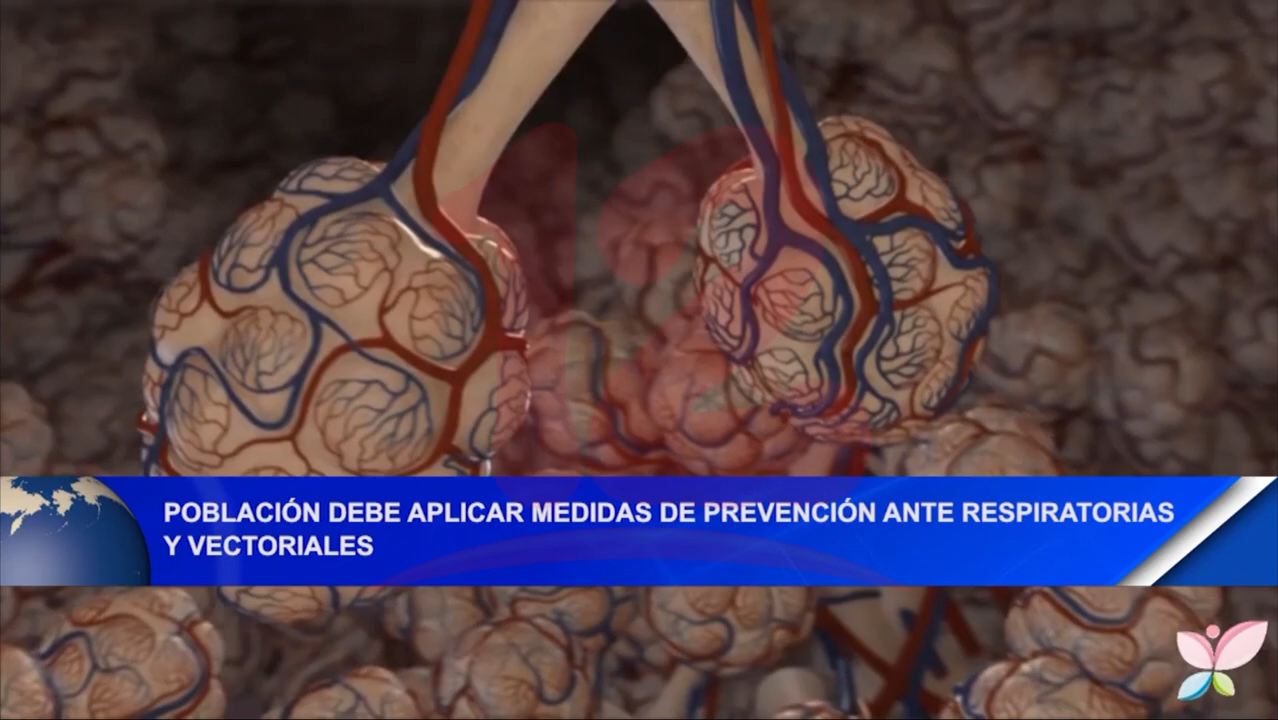 POBLACIÓN DEBE APLICAR MEDIDAS DE PREVENCIÓN ANTE RESPIRATORIAS
Y VECTORIALES